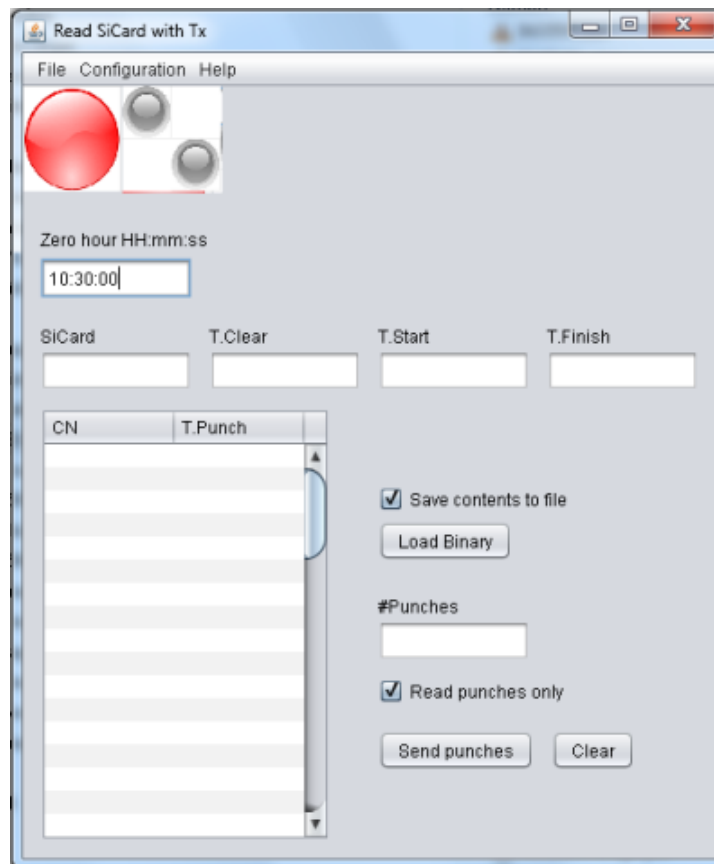 Read SiCard with Tx
File Configuration Help
Zero hour HH:mm:ss
10:30:00
SiCard T.Clear T.Start T.Finish
CN T.Punch
Save contents to file
Load Binary
#Punches
Read punches only
Send punches Clear